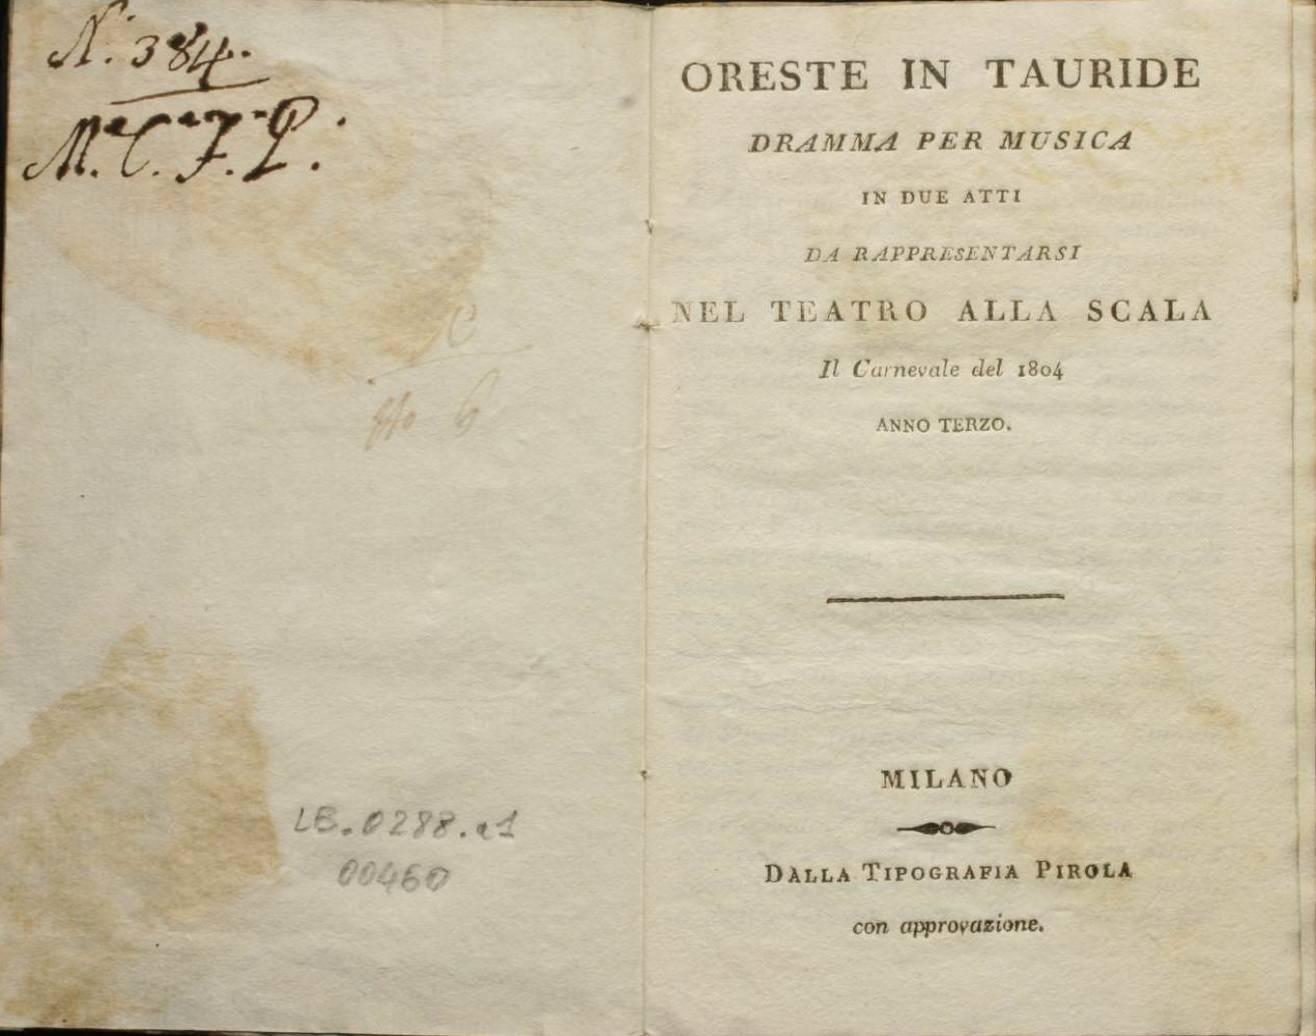 N. 384.
M.a C.a F. P.
LB.0288.a1
00460
ORESTE IN TAURIDE
DRAMMA PER MUSICA
IN DUE ATTI
DA RAPPRESENTARSI
NEL TEATRO ALLA SCALA
Il Carnevale del 1804
ANNO TERZO.
MILANO
DALLA TIPOGRAFIA PIROLA
con approvazione.